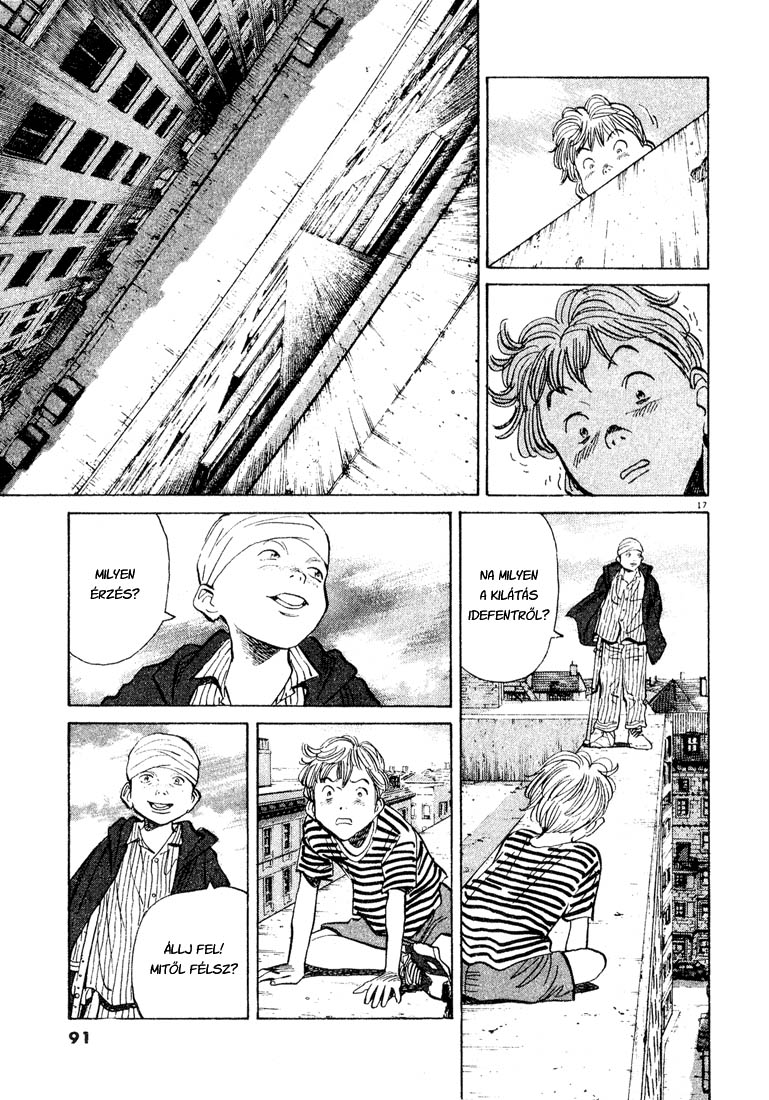 17
NA MILYEN
A KILÁTÁS
IDEFENTRŐL?
MILYEN
ÉRZÉS?
ÁLLJ FEL!
MITŐL FÉLSZ?
91